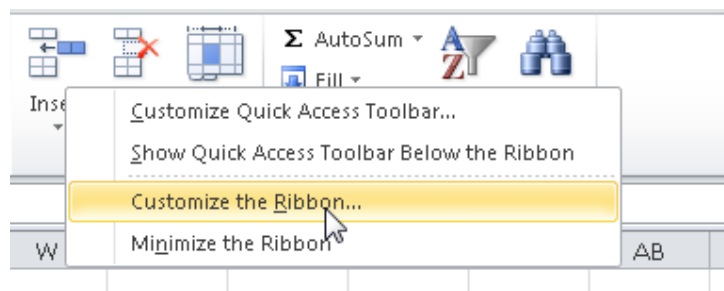 Σ AutoSum
A
Z
Fill
Inse
Customize Quick Access Toolbar...
Show Quick Access Toolbar Below the Ribbon
Customize the Ribbon...
Minimize the Ribbon
W
AB